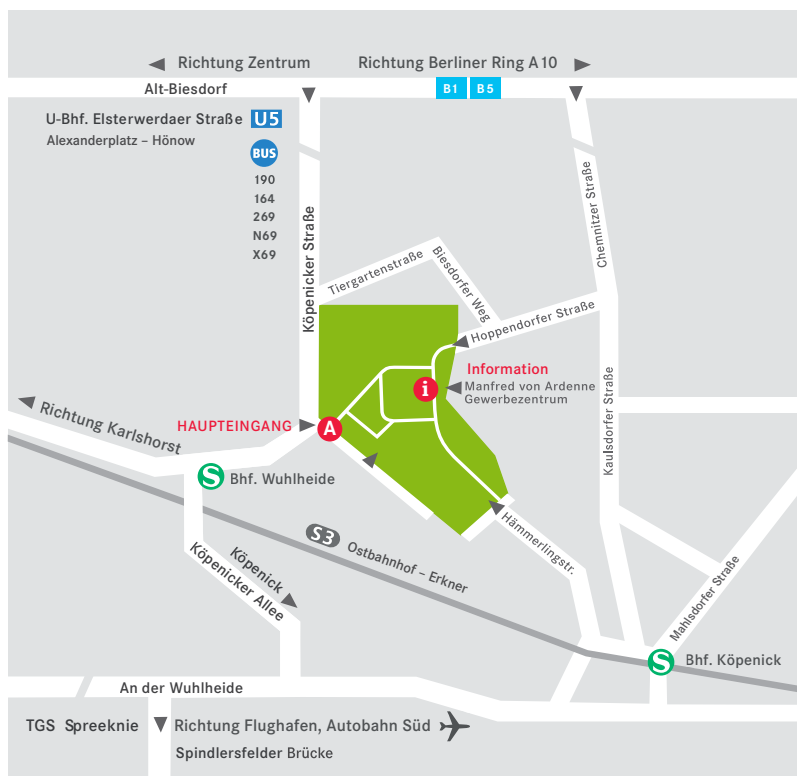 Richtung Zentrum
Richtung Berliner Ring A10
Alt-Biesdorf
B1 B5
U-Bhf. Elsterwerdaer Straße U5
Alexanderplatz – Hönow
BUS
190
164
269
N69
X69
Köpenicker Straße
Chemnitzer Straße
Tiergartenstraße
Biesdorfer Weg
Hoppendorfer Straße
Information
i
Manfred von Ardenne
Gewerbezentrum
Kaulsdorfer Straße
Richtung Karlshorst
HAUPTEINGANG
A
S
Bhf. Wuhlheide
S3
Ostbahnhof – Erkner
Hämmerlingstr.
Köpenick
Köpenicker Allee
Mahlsdorfer Straße
S
Bhf. Köpenick
An der Wuhlheide
TGS Spreeknie
Richtung Flughafen, Autobahn Süd
Spindlersfelder Brücke